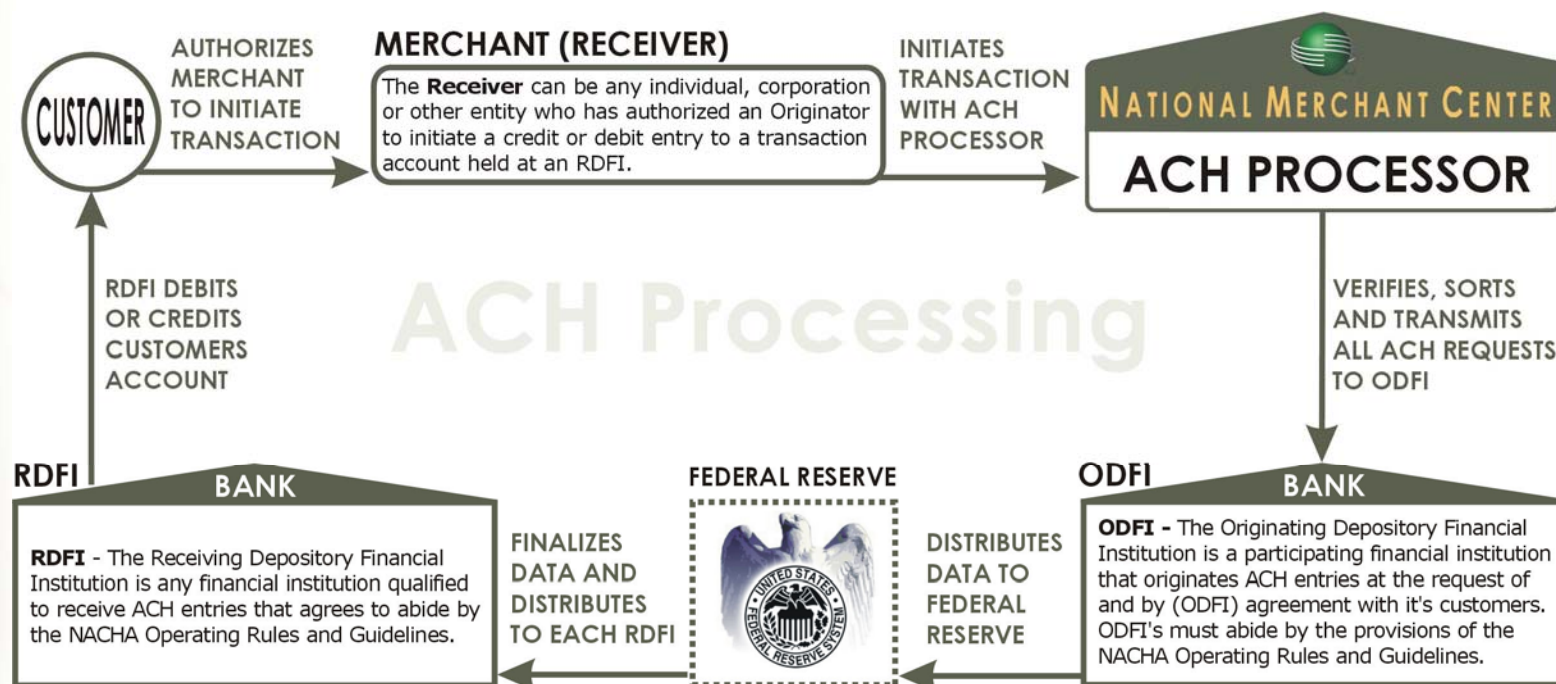 CUSTOMER
AUTHORIZES
MERCHANT
TO INITIATE
TRANSACTION
MERCHANT (RECEIVER)
The Receiver can be any individual, corporation
or other entity who has authorized an Originator
to initiate a credit or debit entry to a transaction
account held at an RDFI.
INITIATES
TRANSACTION
WITH ACH
PROCESSOR
NATIONAL MERCHANT CENTER
ACH PROCESSOR
RDFI DEBITS
OR CREDITS
CUSTOMERS
ACCOUNT
ACH Processing
VERIFIES, SORTS
AND TRANSMITS
ALL ACH REQUESTS
TO ODFI
RDFI
BANK
RDFI - The Receiving Depository Financial
Institution is any financial institution qualified
to receive ACH entries that agrees to abide by
the NACHA Operating Rules and Guidelines.
FINALIZES
DATA AND
DISTRIBUTES
TO EACH RDFI
FEDERAL RESERVE
UNITED STATES
FEDERAL RESERVE SYSTEM
DISTRIBUTES
DATA TO
FEDERAL
RESERVE
ODFI
BANK
ODFI - The Originating Depository Financial
Institution is a participating financial institution
that originates ACH entries at the request of
and by (ODFI) agreement with it's customers.
ODFI's must abide by the provisions of the
NACHA Operating Rules and Guidelines.